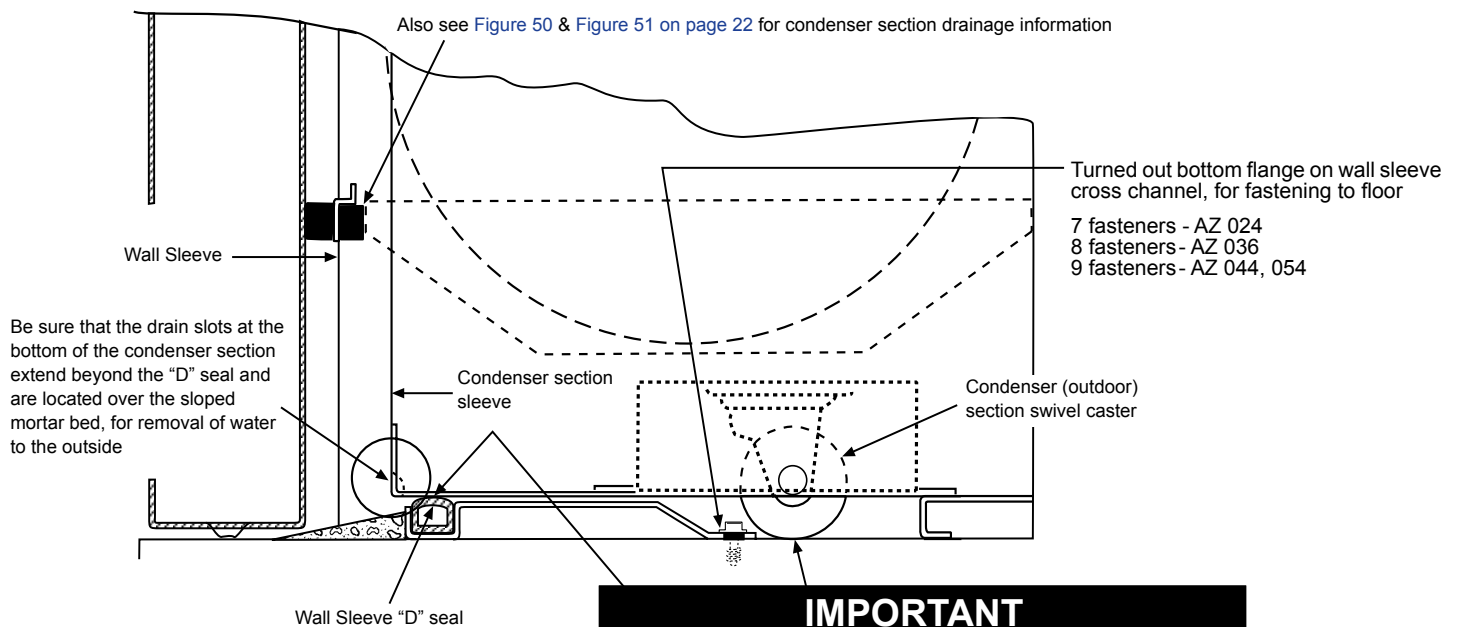 Also see Figure 50 & Figure 51 on page 22 for condenser section drainage information
Turned out bottom flange on wall sleeve
cross channel, for fastening to floor
7 fasteners - AZ 024
8 fasteners - AZ 036
9 fasteners - AZ 044, 054
Wall Sleeve
Be sure that the drain slots at the
bottom of the condenser section
extend beyond the “D” seal and
are located over the sloped
mortar bed, for removal of water
to the outside
Condenser section
sleeve
Condenser (outdoor)
section swivel caster
Wall Sleeve “D” seal
IMPORTANT